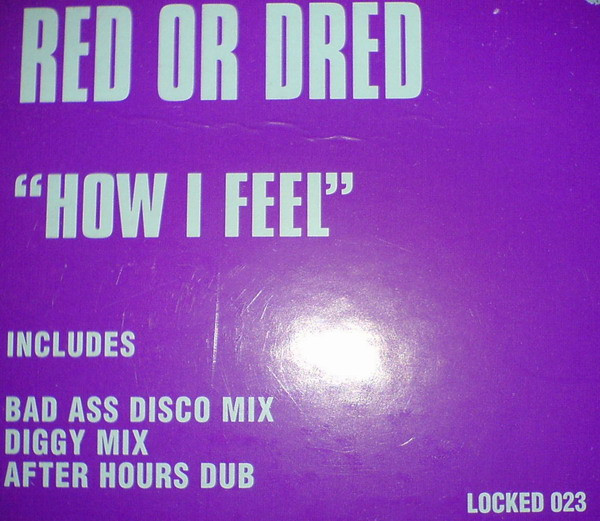 RED OR DRED
“HOW I FEEL”
INCLUDES
BAD ASS DISCO MIX
DIGGY MIX
AFTER HOURS DUB
LOCKED 023